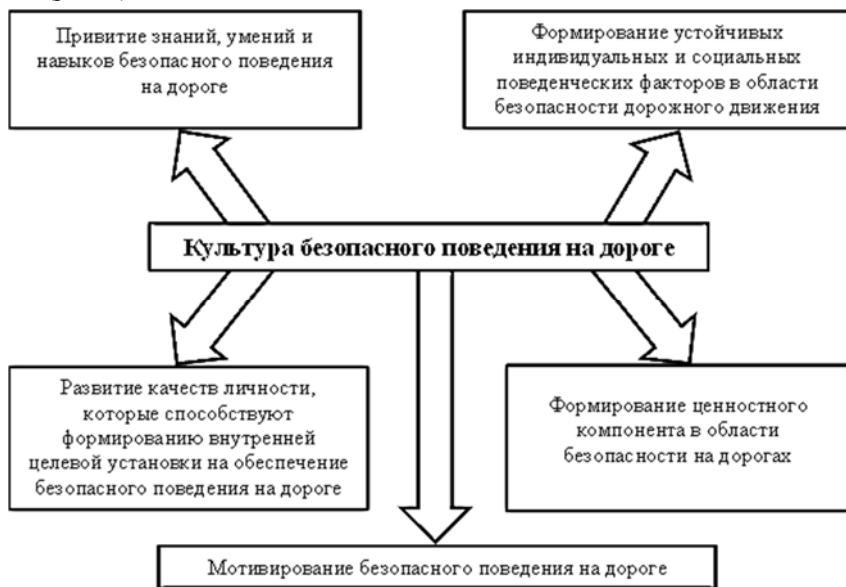 Привитие знаний, умений и
навыков безопасного поведения
на дороге
Формирование устойчивых
индивидуальных и социальных
поведенческих факторов в области
безопасности дорожного движения
Культура безопасного поведения на дороге
Развитие качеств личности,
которые способствуют
формированию внутренней
целевой установки на обеспечение
безопасного поведения на дороге
Формирование ценностного
компонента в области
безопасности на дорогах
Мотивирование безопасного поведения на дороге